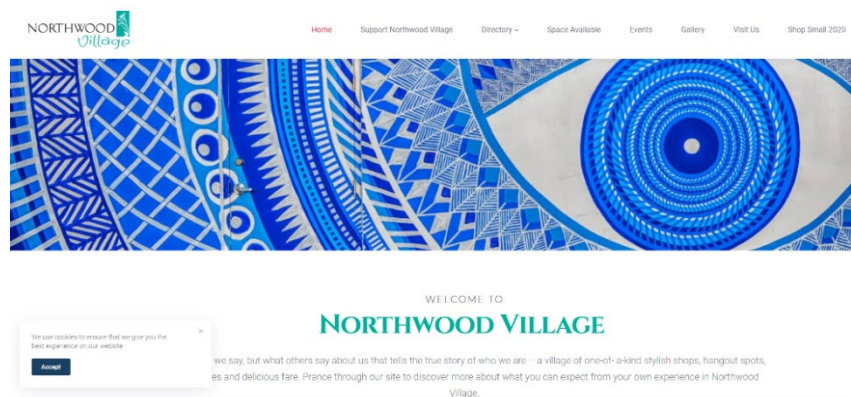 NORTHWOOD
Village
Home Support Northwood Village Directory Space Available Events Gallery Visit Us Shop Small 2020
WELCOME TO
NORTHWOOD VILLAGE
We use cookies to ensure that we give you the
best experience on our website.
Accept
we say, but what others say about us that tells the true story of who we are – a village of one-of- a-kind stylish shops, hangout spots,
and delicious fare. Prance through our site to discover more about what you can expect from your own experience in Northwood
Village.